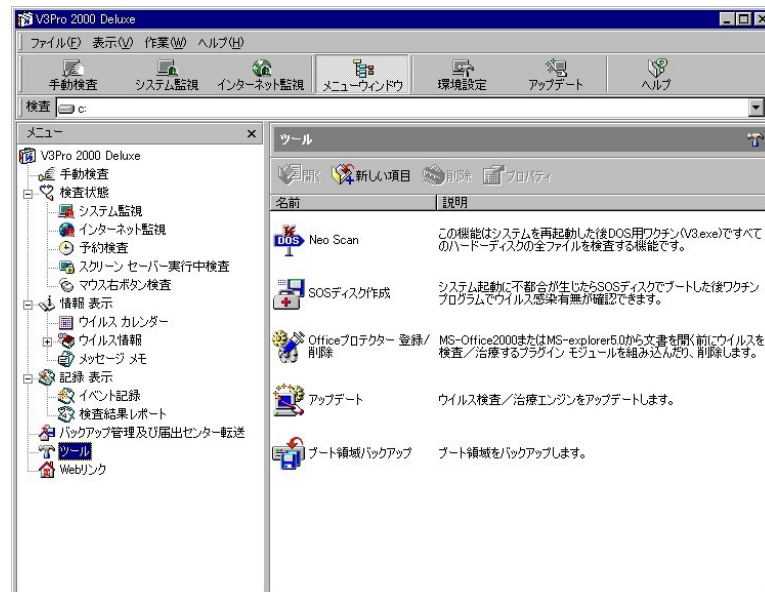 V3Pro 2000 Deluxe
ファイル(F) 表示(V) 作業(W) ヘルプ(H)
手動検査 システム監視 インターネット監視 メニューウィンドウ 環境設定 アップデート ヘルプ
検査 c:
メニュー
V3Pro 2000 Deluxe
手動検査
検査状態
システム監視
インターネット監視
予約検査
スクリーン セーバー実行中検査
マウス右ボタン検査
情報 表示
ウイルス カレンダー
ウイルス情報
メッセージ メモ
記録 表示
イベント記録
検査結果レポート
バックアップ管理及び届出センター転送
ツール
Webリンク
ツール
開く 新しい項目 削除 プロパティ
名前 説明
DOS
Neo Scan
この機能はシステムを再起動した後DOS用ワクチン(V3.exe)ですべて
のハードーディスクの全ファイルを検査する機能です。
SOSディスク作成
システム起動に不都合が生じたらSOSディスクでブートした後ワクチン
プログラムでウイルス感染有無が確認できます。
Officeプロテクター 登録/
削除
MS-Office2000またはMS-explorer5.0から文書を開く前にウイルスを
検査／治療するプラグイン モジュールを組み込んだり、削除します。
アップデート
ウイルス検査／治療エンジンをアップデートします。
ブート領域バックアップ
ブート領域をバックアップします。